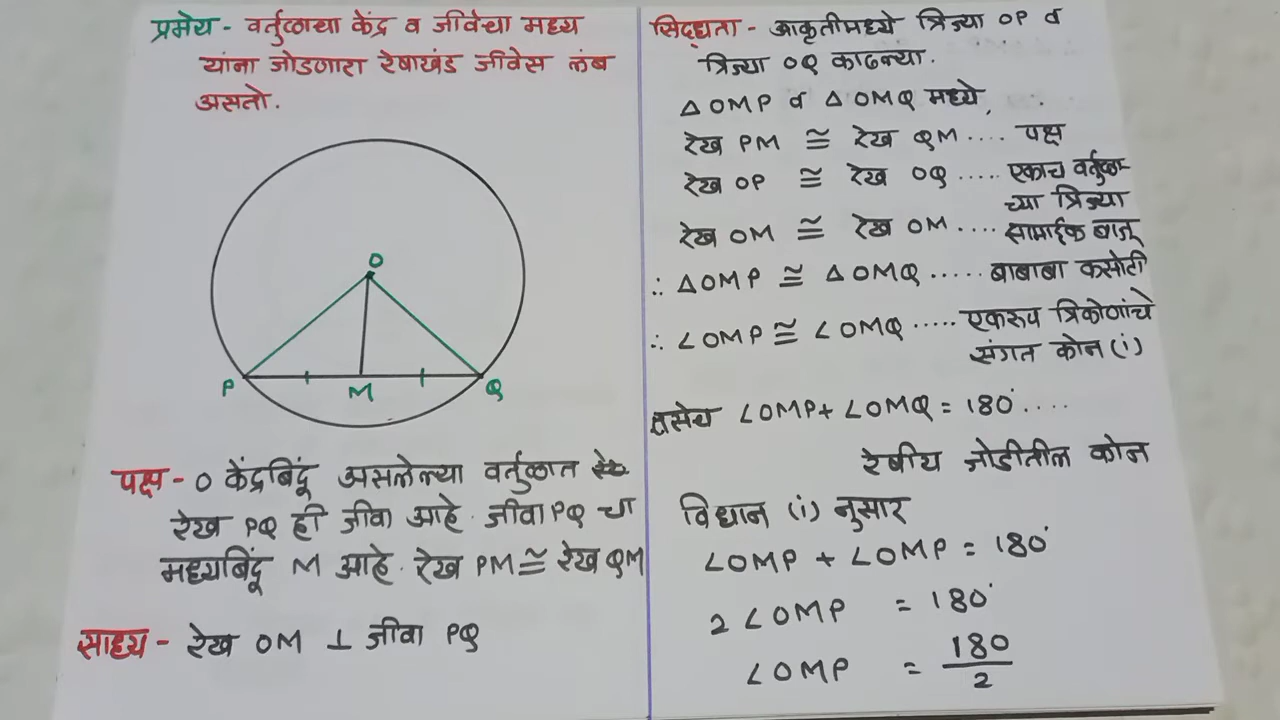 प्रमेय - वर्तुळाचा केंद्र व जीवेचा मध्य
यांना जोडणारा रेषाखंड जीवेस लंब
असतो.
O
P
M
Q
पक्ष - O केंद्रबिंदू असलेल्या वर्तुळात
रेख PQ ही जीवा आहे. जीवा PQ चा
मध्यबिंदू M आहे. रेख PM ≅ रेख QM
साध्य - रेख OM ⊥ जीवा PQ
सिद्धता - आकृतीमध्ये त्रिज्या OP व
त्रिज्या OQ काढल्या.
△OMP व △OMQ मध्ये,
रेख PM ≅ रेख QM .... पक्ष
रेख OP ≅ रेख OQ ..... एकाच वर्तुळा-
च्या त्रिज्या
रेख OM ≅ रेख OM .... सामाईक बाजू
∴ △OMP ≅ △OMQ ..... बाबाबा कसोटी
∴ ∠OMP ≅ ∠OMQ ..... एकरूप त्रिकोणांचे
संगत कोन (i)
तसेच ∠OMP + ∠OMQ = 180° ....
रेषीय जोडीतील कोन
विधान (i) नुसार
∠OMP + ∠OMP = 180°
2 ∠OMP = 180°
∠OMP = 180/2